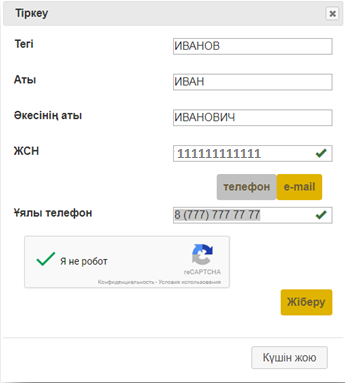 Тіркеу
Тегі ИВАНОВ
Аты ИВАН
Әкесінің аты ИВАНОВИЧ
ЖСН 111111111111
телефон e-mail
Ұялы телефон 8 (777) 777 77 77
Я не робот
reCAPTCHA
Конфиденциальность - Условия использования
Жіберу
Күшін жою